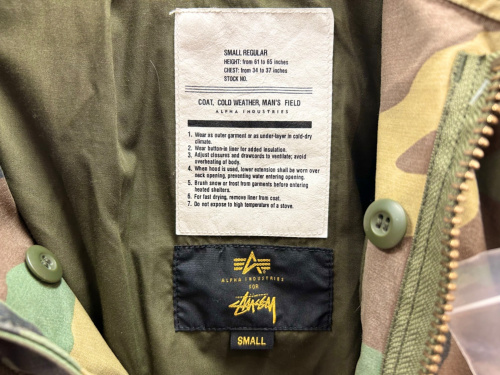 SMALL REGULAR
HEIGHT: from 61 to 65 inches
CHEST: from 34 to 37 inches
STOCK NO.
COAT, COLD WEATHER, MAN'S FIELD
ALPHA INDUSTRIES
1. Wear as outer garment or as under-layer in cold-dry
climate.
2. Wear button-in liner for added insulation.
3. Adjust closures and drawcords to ventilate; avoid
overheating of body.
4. When hood is used, lower extension shall be worn over
neck opening, preventing water entering opening.
5. Brush snow or frost from garments before entering
heated shelters.
6. For fast drying, remove liner from coat.
7. Do not expose to high temperature of a stove.
ALPHA INDUSTRIES
FOR
STÜSSY
SMALL